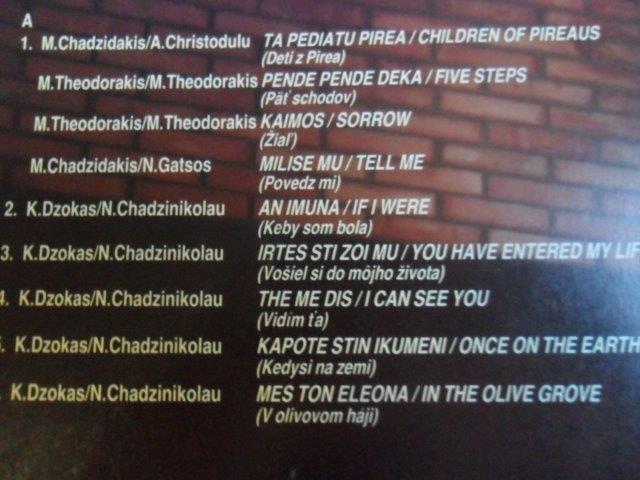 A
1. M.Chadzidakis/A.Christodulu TA PEDIATU PIREA / CHILDREN OF PIREAUS
(Deti z Pirea)
M.Theodorakis/M.Theodorakis PENDE PENDE DEKA / FIVE STEPS
(Päť schodov)
M.Theodorakis/M.Theodorakis KAIMOS / SORROW
(Žiaľ)
M.Chadzidakis/N.Gatsos MILISE MU / TELL ME
(Povedz mi)
2. K.Dzokas/N.Chadzinikolau AN IMUNA / IF I WERE
(Keby som bola)
3. K.Dzokas/N.Chadzinikolau IRTES STI ZOI MU / YOU HAVE ENTERED MY LIF
(Vošiel si do môjho života)
4. K.Dzokas/N.Chadzinikolau THE ME DIS / I CAN SEE YOU
(Vidím ťa)
K.Dzokas/N.Chadzinikolau KAPOTE STIN IKUMENI / ONCE ON THE EARTH
(Kedysi na zemi)
K.Dzokas/N.Chadzinikolau MES TON ELEONA / IN THE OLIVE GROVE
(V olivovom háji)